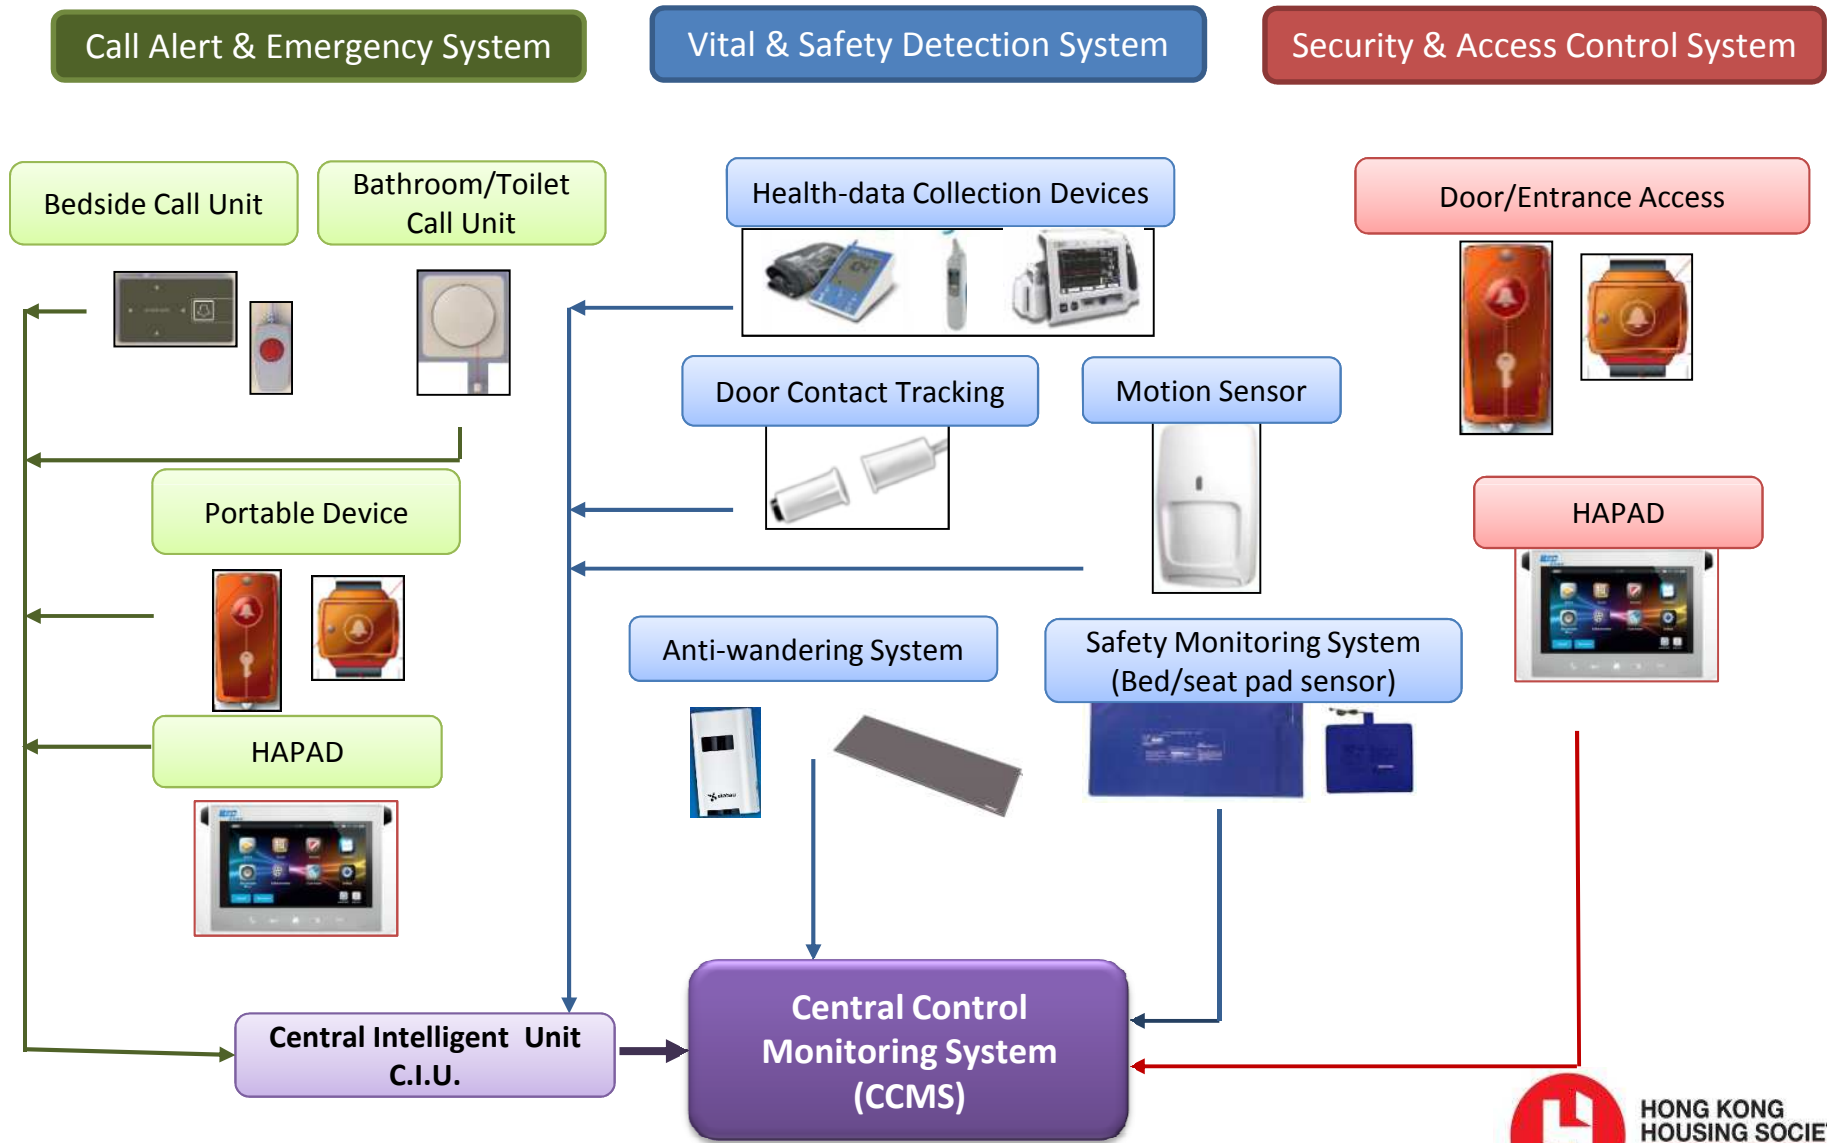 Call Alert & Emergency System
Vital & Safety Detection System
Security & Access Control System
Bedside Call Unit
Bathroom/Toilet
Call Unit
Health-data Collection Devices
Door/Entrance Access
Door Contact Tracking
Motion Sensor
Portable Device
HAPAD
Anti-wandering System
Safety Monitoring System
(Bed/seat pad sensor)
HAPAD
Central Intelligent Unit
C.I.U.
Central Control
Monitoring System
(CCMS)
HONG KONG
HOUSING SOCIE